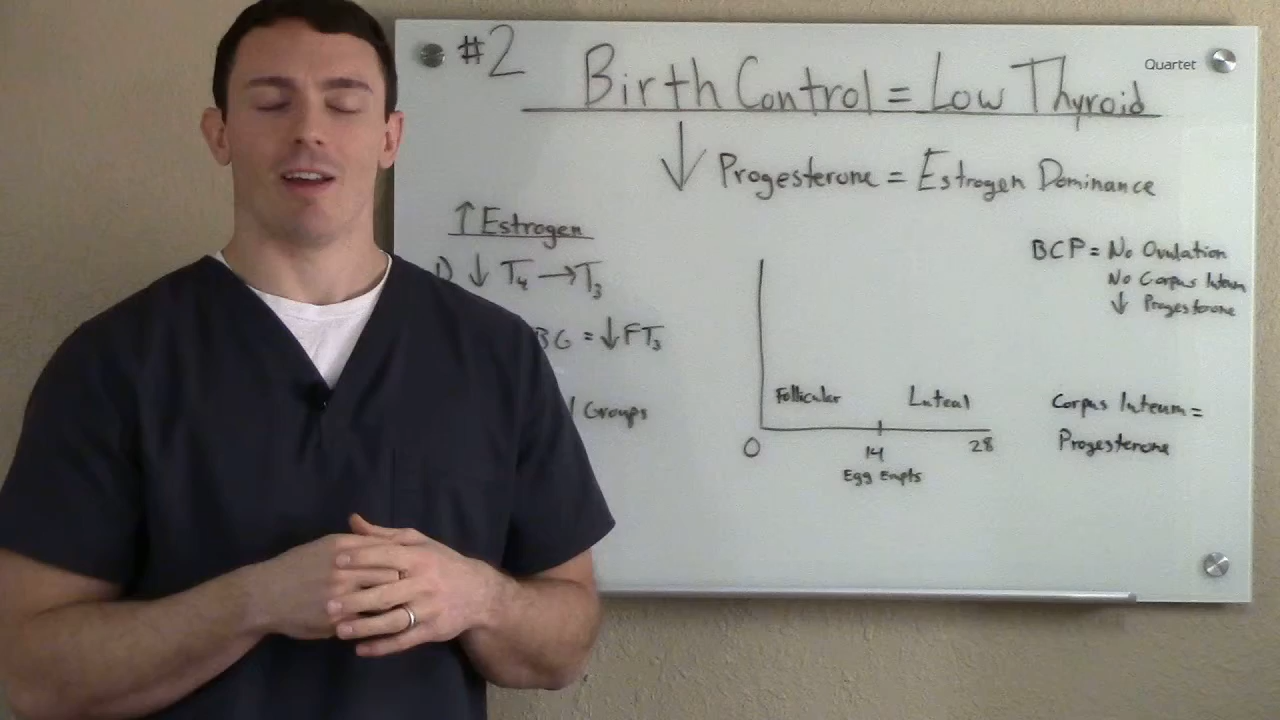 #2 Birth Control = Low Thyroid
Quartet
↓ Progesterone = Estrogen Dominance
↑ Estrogen
↓ T4 → T3
BG = ↓ FT3
Groups
BCP = No Ovulation
No Corpus luteum
↓ Progesterone
Follicular Luteal
0 14 28
Egg Erupts
Corpus luteum =
Progesterone